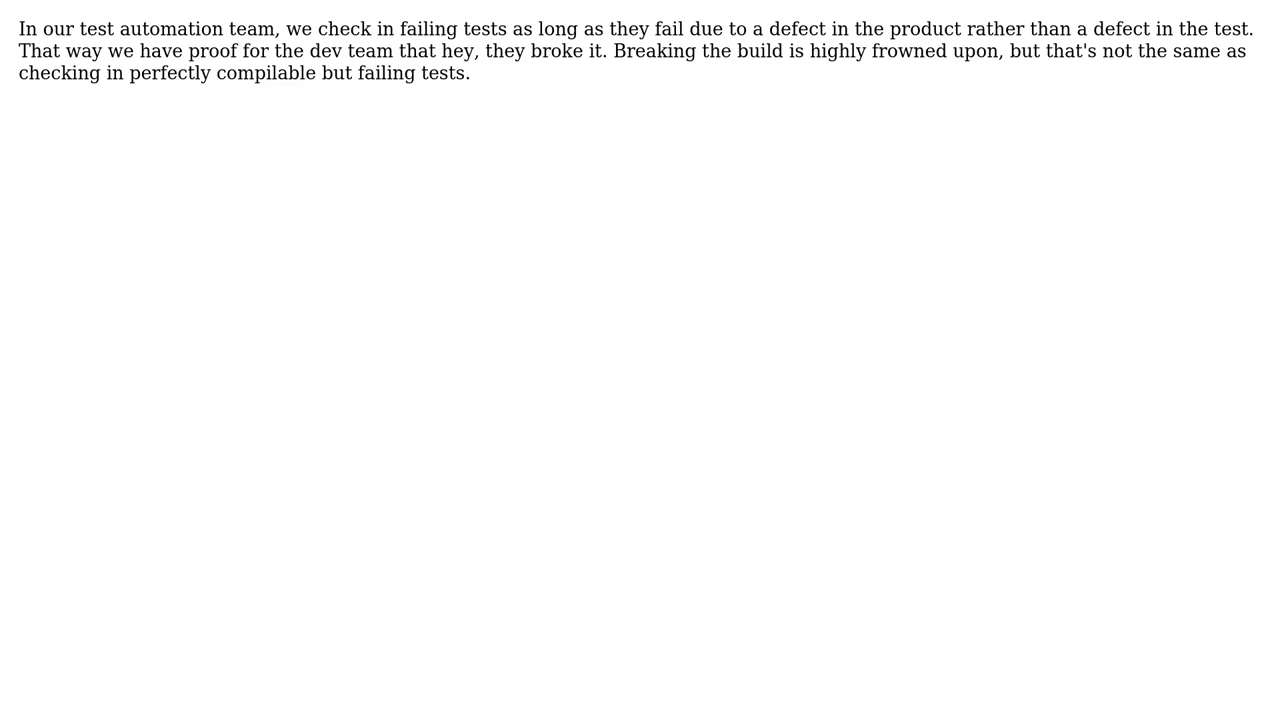 In our test automation team, we check in failing tests as long as they fail due to a defect in the product rather than a defect in the test.
That way we have proof for the dev team that hey, they broke it. Breaking the build is highly frowned upon, but that's not the same as
checking in perfectly compilable but failing tests.